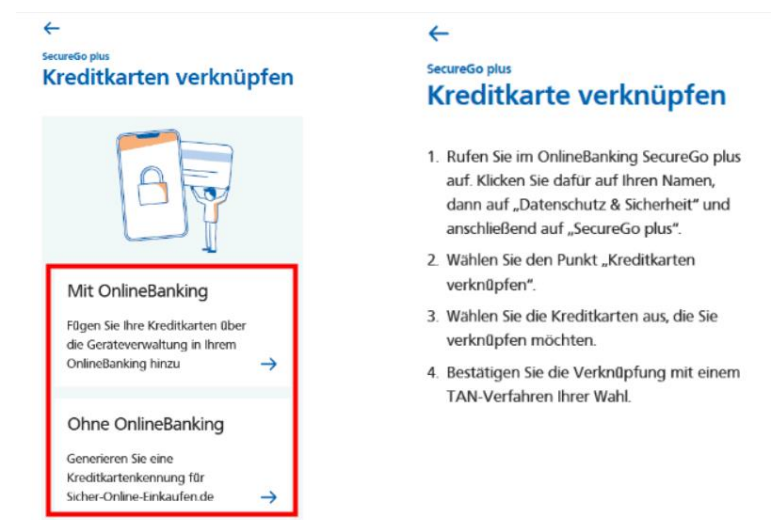 SecureGo plus
Kreditkarten verknüpfen
Mit OnlineBanking
Fügen Sie Ihre Kreditkarten über
die Geräteverwaltung in Ihrem
OnlineBanking hinzu
Ohne OnlineBanking
Generieren Sie eine
Kreditkartenkennung für
Sicher-Online-Einkaufen.de
SecureGo plus
Kreditkarte verknüpfen
1. Rufen Sie im OnlineBanking SecureGo plus
auf. Klicken Sie dafür auf Ihren Namen,
dann auf „Datenschutz & Sicherheit“ und
anschließend auf „SecureGo plus“.
2. Wählen Sie den Punkt „Kreditkarten
verknüpfen“.
3. Wählen Sie die Kreditkarten aus, die Sie
verknüpfen möchten.
4. Bestätigen Sie die Verknüpfung mit einem
TAN-Verfahren Ihrer Wahl.